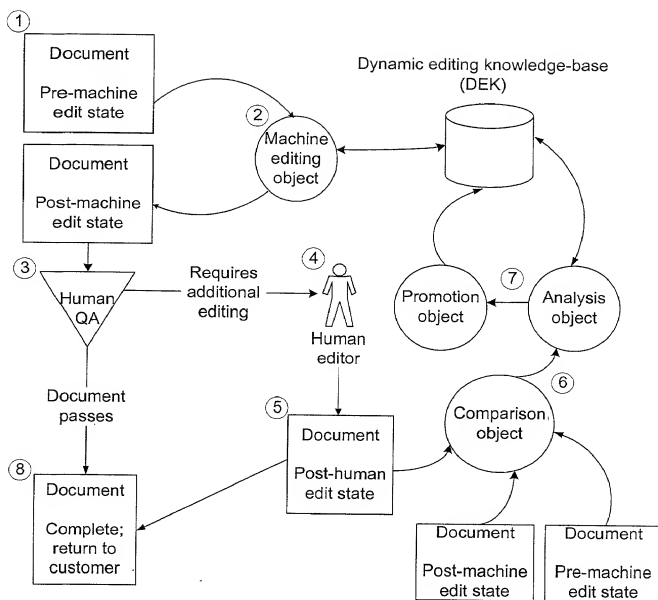 1
Document
Pre-machine
edit state
2
Machine
editing
object
Dynamic editing knowledge-base
(DEK)
Document
Post-machine
edit state
3
Human
QA
Requires
additional
editing
4
Human
editor
Promotion
object
7
Analysis
object
Document
passes
5
Document
Post-human
edit state
6
Comparison
object
8
Document
Complete;
return to
customer
Document
Post-machine
edit state
Document
Pre-machine
edit state